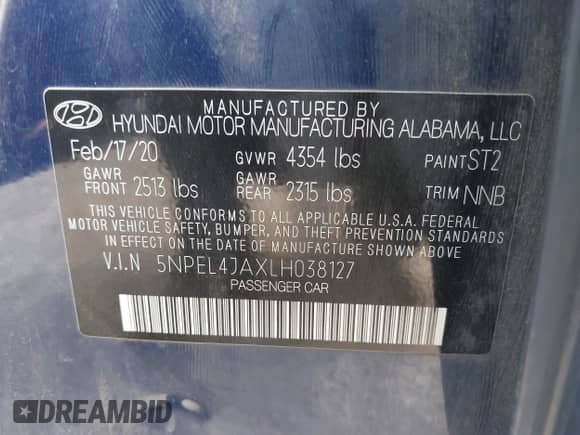 MANUFACTURED BY
HYUNDAI MOTOR MANUFACTURING ALABAMA, LLC
Feb/17/20 GVWR 4354 lbs PAINT ST2
GAWR FRONT 2513 lbs GAWR REAR 2315 lbs TRIM NNB
THIS VEHICLE CONFORMS TO ALL APPLICABLE U.S.A. FEDERAL
MOTOR VEHICLE SAFETY, BUMPER, AND THEFT PREVENTION STANDARDS
IN EFFECT ON THE DATE OF MANUFACTURE SHOWN ABOVE
V.I.N 5NPEL4JAXLH038127
PASSENGER CAR
DREAMBID